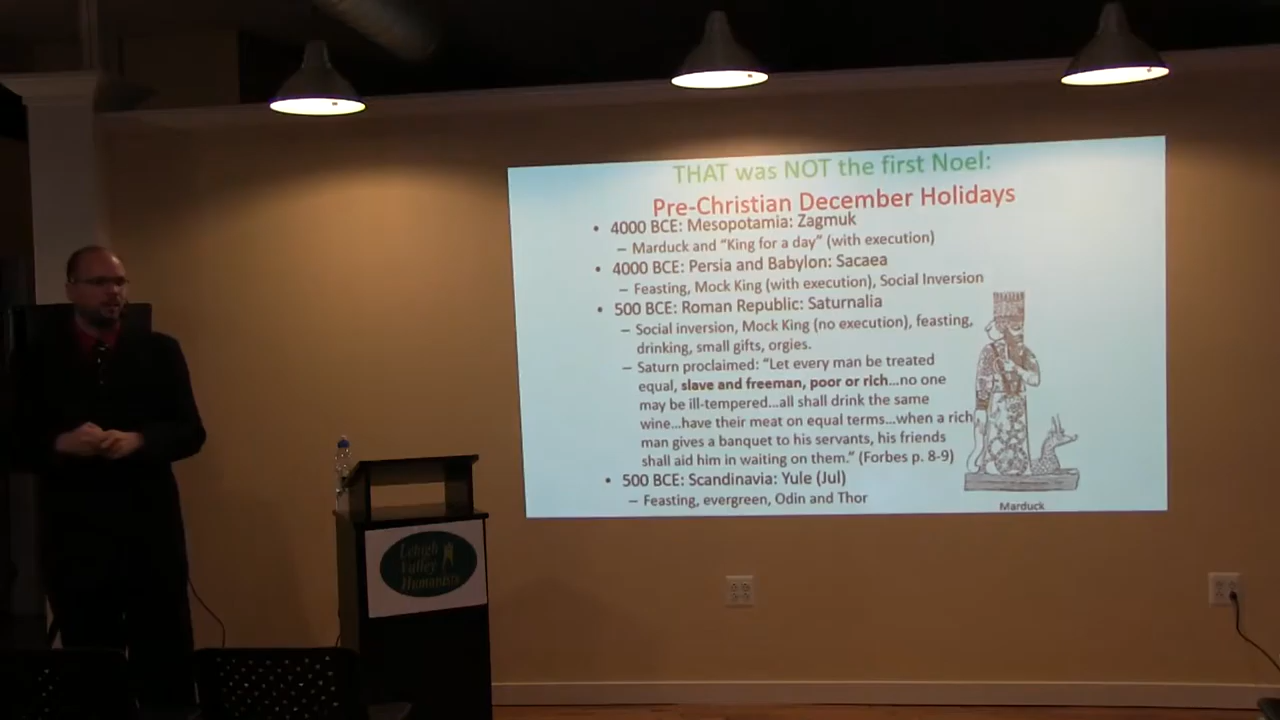 THAT was NOT the first Noel:
Pre-Christian December Holidays
• 4000 BCE: Mesopotamia: Zagmuk
– Marduck and “King for a day” (with execution)
• 4000 BCE: Persia and Babylon: Sacaea
– Feasting, Mock King (with execution), Social Inversion
• 500 BCE: Roman Republic: Saturnalia
– Social inversion, Mock King (no execution), feasting,
drinking, small gifts, orgies.
– Saturn proclaimed: “Let every man be treated
equal, slave and freeman, poor or rich…no one
may be ill-tempered…all shall drink the same
wine…have their meat on equal terms…when a rich
man gives a banquet to his servants, his friends
shall aid him in waiting on them.” (Forbes p. 8-9)
• 500 BCE: Scandinavia: Yule (Jul)
– Feasting, evergreen, Odin and Thor
Marduck
Lehigh
Valley
Humanists